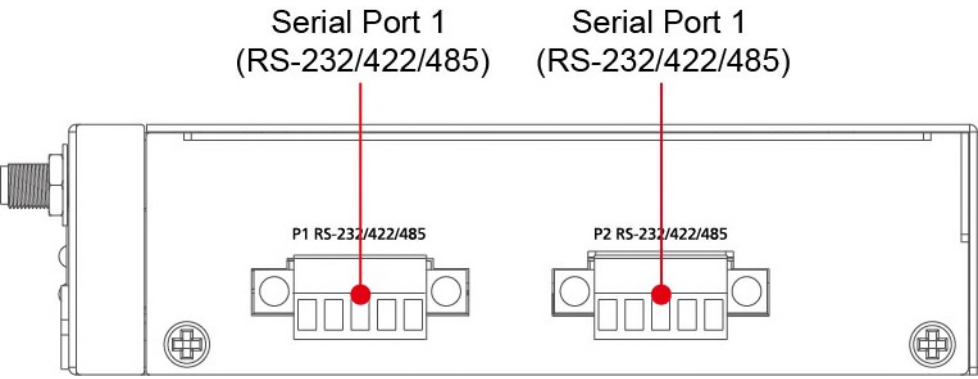 Serial Port 1
(RS-232/422/485)
Serial Port 1
(RS-232/422/485)
P1 RS-232/422/485
P2 RS-232/422/485